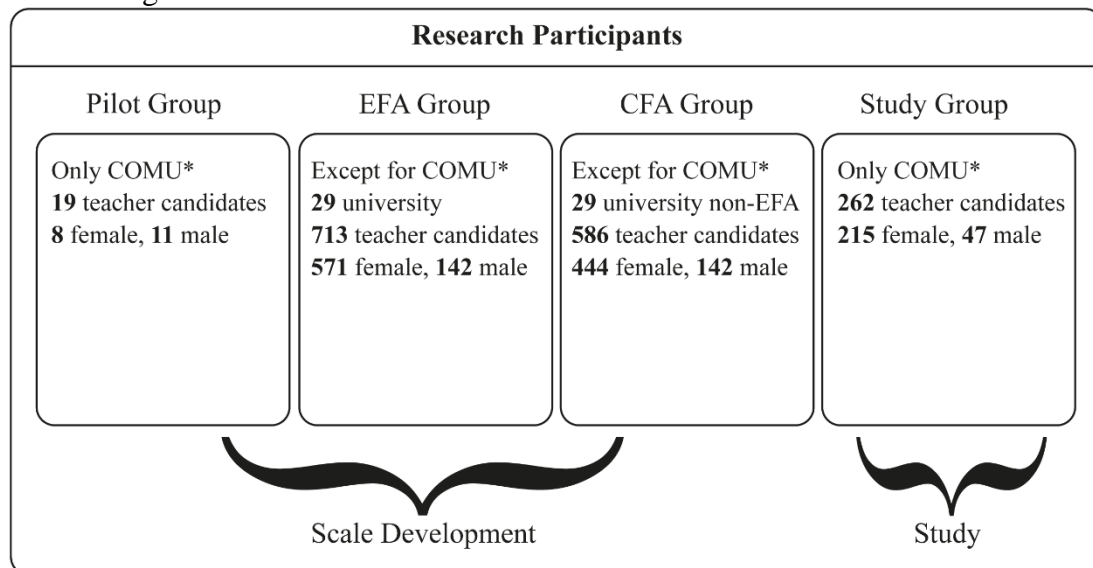 Research Participants
Pilot Group
Only COMU*
19 teacher candidates
8 female, 11 male
EFA Group
Except for COMU*
29 university
713 teacher candidates
571 female, 142 male
CFA Group
Except for COMU*
29 university non-EFA
586 teacher candidates
444 female, 142 male
Study Group
Only COMU*
262 teacher candidates
215 female, 47 male
Scale Development
Study